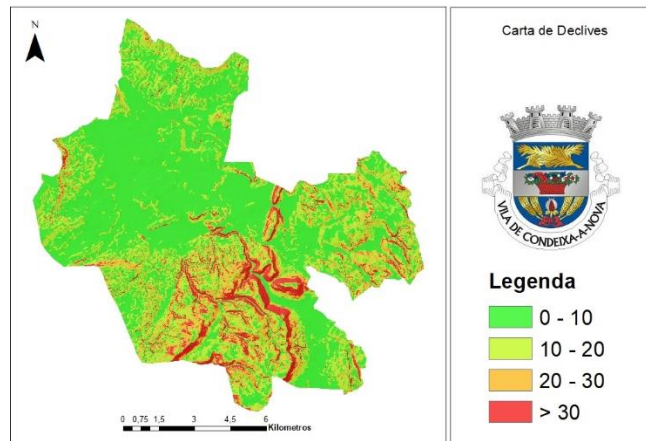 N
0 0,75 1,5 3 4,5 6
Kilometros
Carta de Declives
VILA DE CONDEIXA-A-NOVA
Legenda
0 - 10
10 - 20
20 - 30
> 30